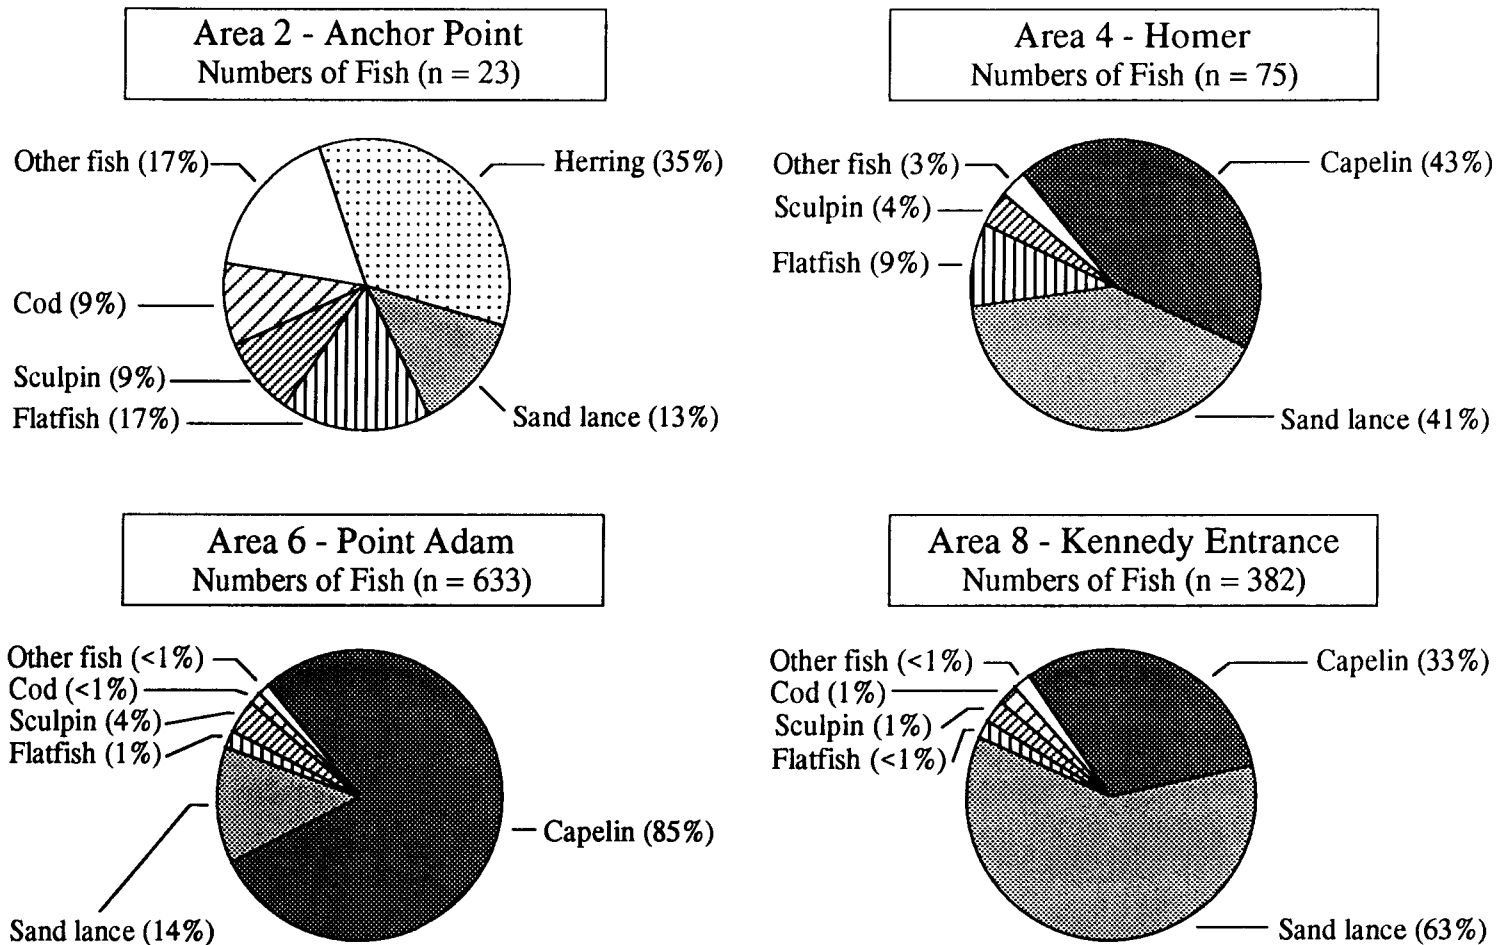 Area 2 - Anchor Point
Numbers of Fish (n = 23)
Other fish (17%)
Herring (35%)
Cod (9%)
Sculpin (9%)
Flatfish (17%)
Sand lance (13%)
Area 4 - Homer
Numbers of Fish (n = 75)
Other fish (3%)
Capelin (43%)
Sculpin (4%)
Flatfish (9%)
Sand lance (41%)
Area 6 - Point Adam
Numbers of Fish (n = 633)
Other fish (<1%)
Cod (<1%)
Sculpin (4%)
Flatfish (1%)
Capelin (85%)
Sand lance (14%)
Area 8 - Kennedy Entrance
Numbers of Fish (n = 382)
Other fish (<1%)
Capelin (33%)
Cod (1%)
Sculpin (1%)
Flatfish (<1%)
Sand lance (63%)